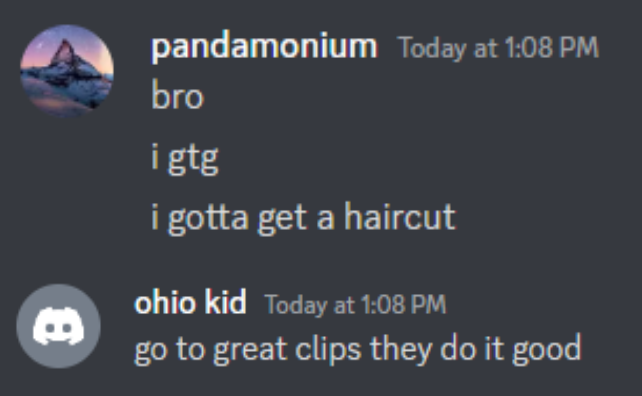 pandamonium Today at 1:08 PM
bro
i gtg
i gotta get a haircut
ohio kid Today at 1:08 PM
go to great clips they do it good